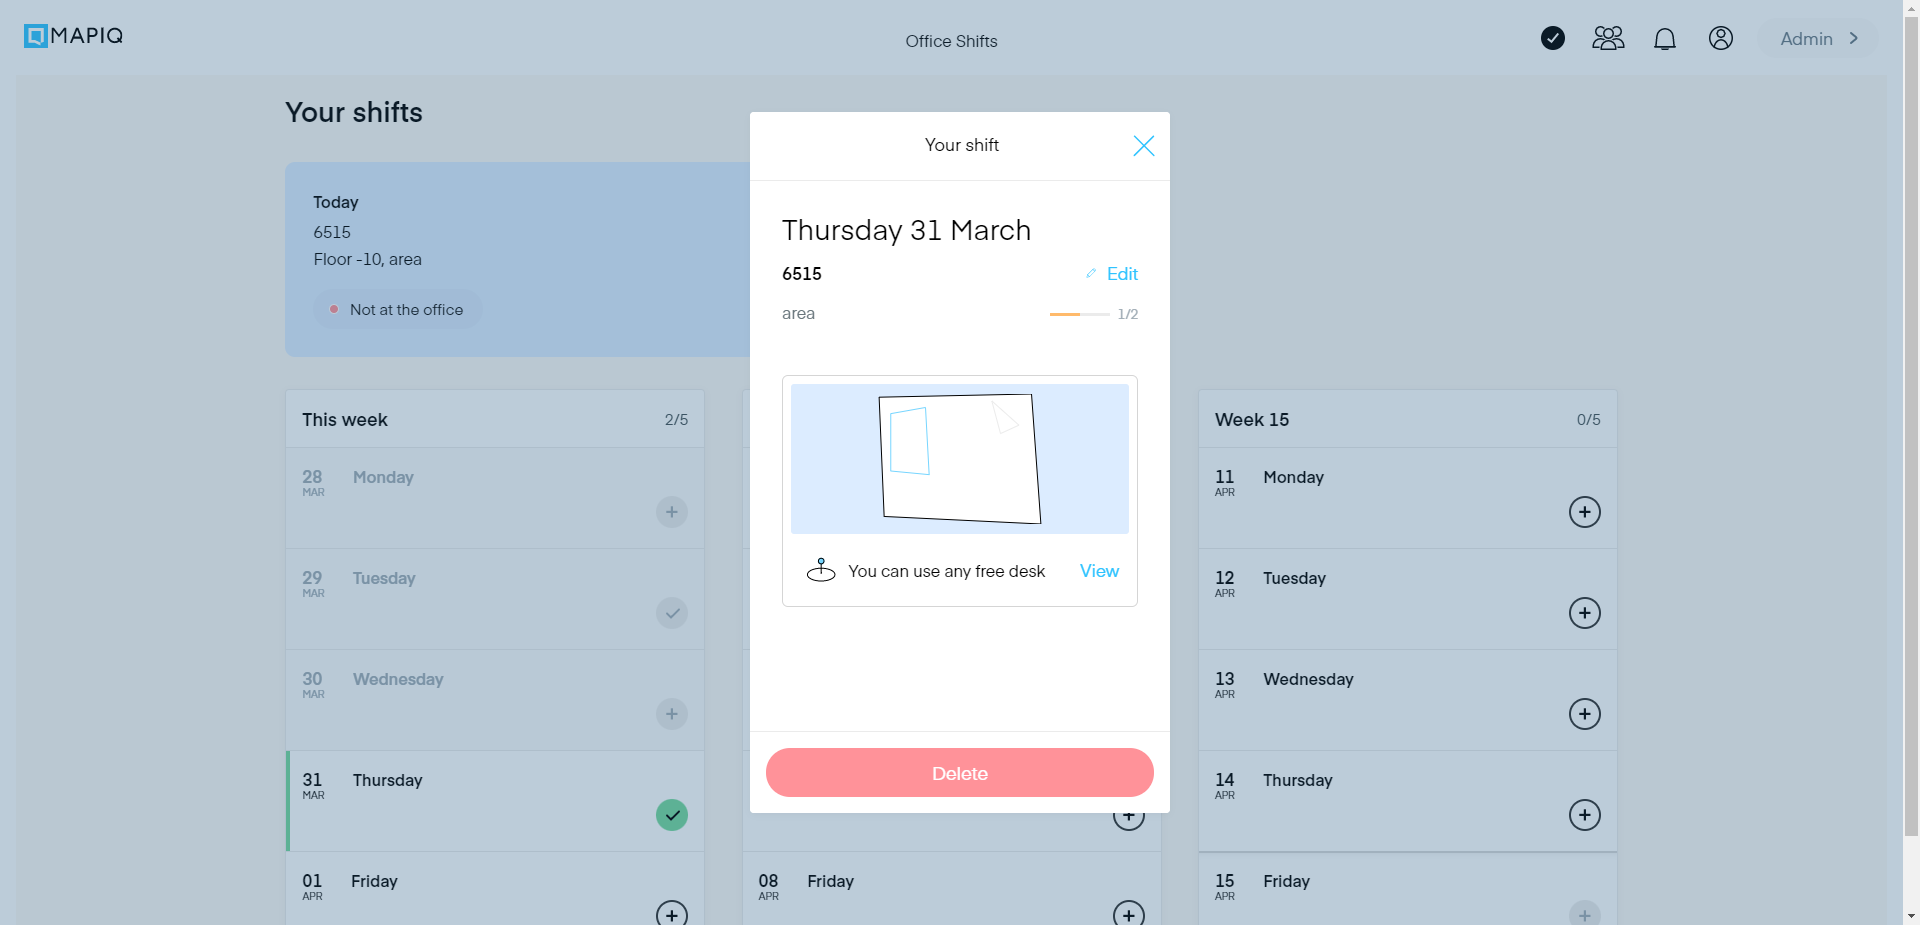 MAPIQ
Office Shifts
Admin
Your shifts
Today
6515
Floor -10, area
Not at the office
This week
2/5
28
MAR
Monday
29
MAR
Tuesday
30
MAR
Wednesday
31
MAR
Thursday
01
APR
Friday
Your shift
Thursday 31 March
6515
Edit
area
1/2
You can use any free desk
View
Delete
08
APR
Friday
Week 15
0/5
11
APR
Monday
12
APR
Tuesday
13
APR
Wednesday
14
APR
Thursday
15
APR
Friday